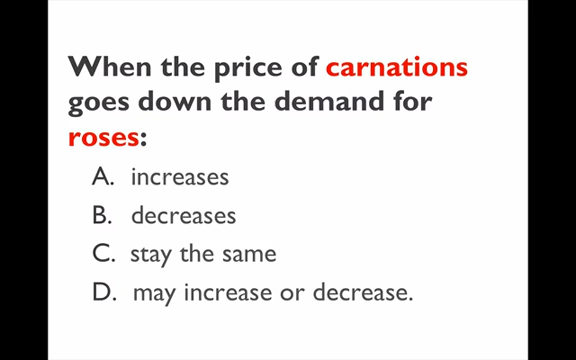 When the price of carnations
goes down the demand for
roses:
A. increases
B. decreases
C. stay the same
D. may increase or decrease.